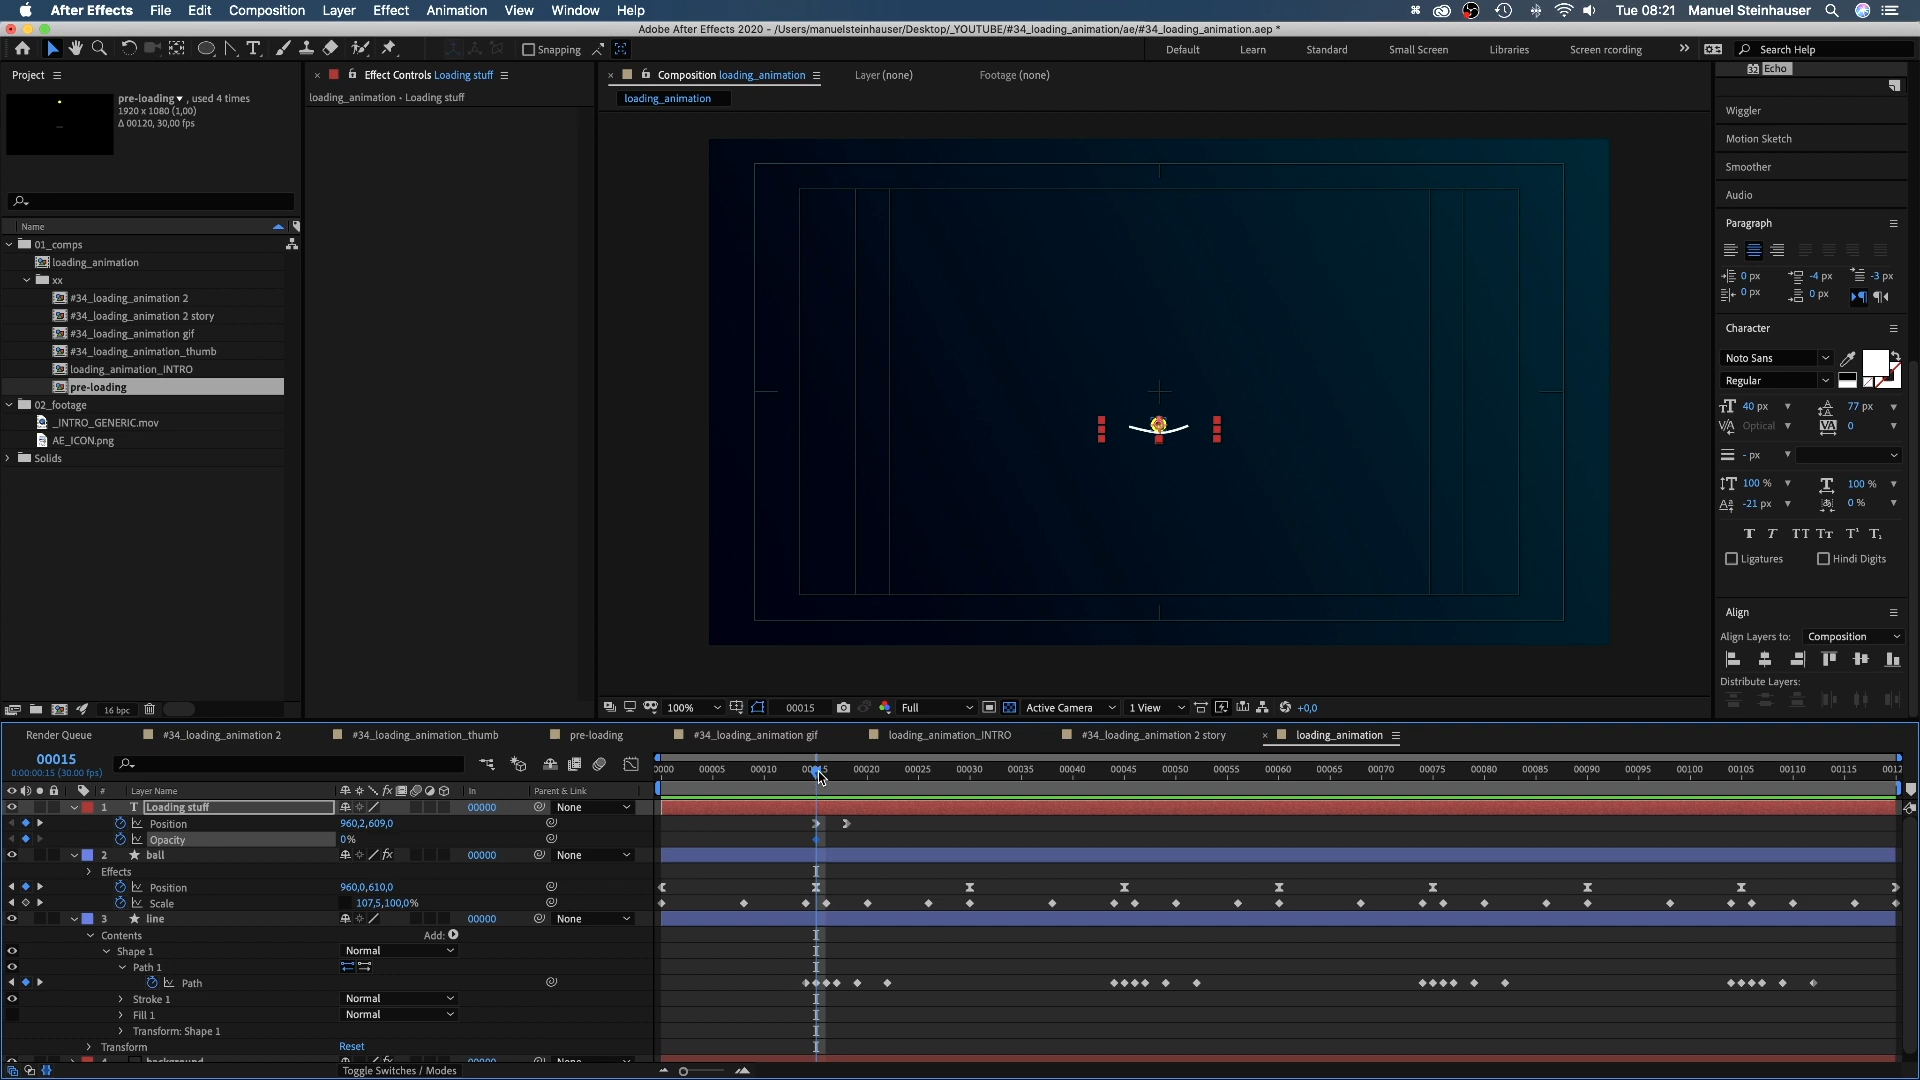 After Effects File Edit Composition Layer Effect Animation View Window Help Tue 08:21 Manuel Steinhauser
Adobe After Effects 2020 - /Users/manuelsteinhauser/Desktop/_YOUTUBE/#34_loading_animation/ae/#34_loading_animation.aep *
Snapping Default Learn Standard Small Screen Libraries Screen rcording Search Help
Project Effect Controls Loading stuff Composition loading_animation Layer (none) Footage (none) Echo
pre-loading , used 4 times
1920 x 1080 (1,00)
Δ 00120, 30,00 fps
loading_animation • Loading stuff
loading_animation
Wiggler
Motion Sketch
Smoother
Audio
Paragraph
0 px -4 px -3 px
0 px 0 px
Name
01_comps
loading_animation
xx
#34_loading_animation 2
#34_loading_animation 2 story
#34_loading_animation gif
#34_loading_animation_thumb
loading_animation_INTRO
pre-loading
02_footage
_INTRO_GENERIC.mov
AE_ICON.png
Solids
Character
Noto Sans
Regular
40 px 77 px
Optical 0
- px
100 % 100 %
-21 px 0 %
Ligatures Hindi Digits
Align
Align Layers to: Composition
Distribute Layers:
16 bpc 100% 00015 Full Active Camera 1 View +0,0
Render Queue #34_loading_animation 2 #34_loading_animation_thumb pre-loading #34_loading_animation gif loading_animation_INTRO #34_loading_animation 2 story loading_animation
00015
0:00:00:15 (30.00 fps)
0000 00005 00010 00015 00020 00025 00030 00035 00040 00045 00050 00055 00060 00065 00070 00075 00080 00085 00090 00095 00100 00105 00110 00115 0012
# Layer Name In Parent & Link
1 T Loading stuff 00000 None
Position 960,2,609,0
Opacity 0%
2 ball 00000 None
Effects
Position 960,0,610,0
Scale 107,5,100,0%
3 line 00000 None
Contents Add:
Shape 1 Normal
Path 1
Path
Stroke 1 Normal
Fill 1 Normal
Transform: Shape 1
Transform Reset
4 background 00000 None
Toggle Switches / Modes